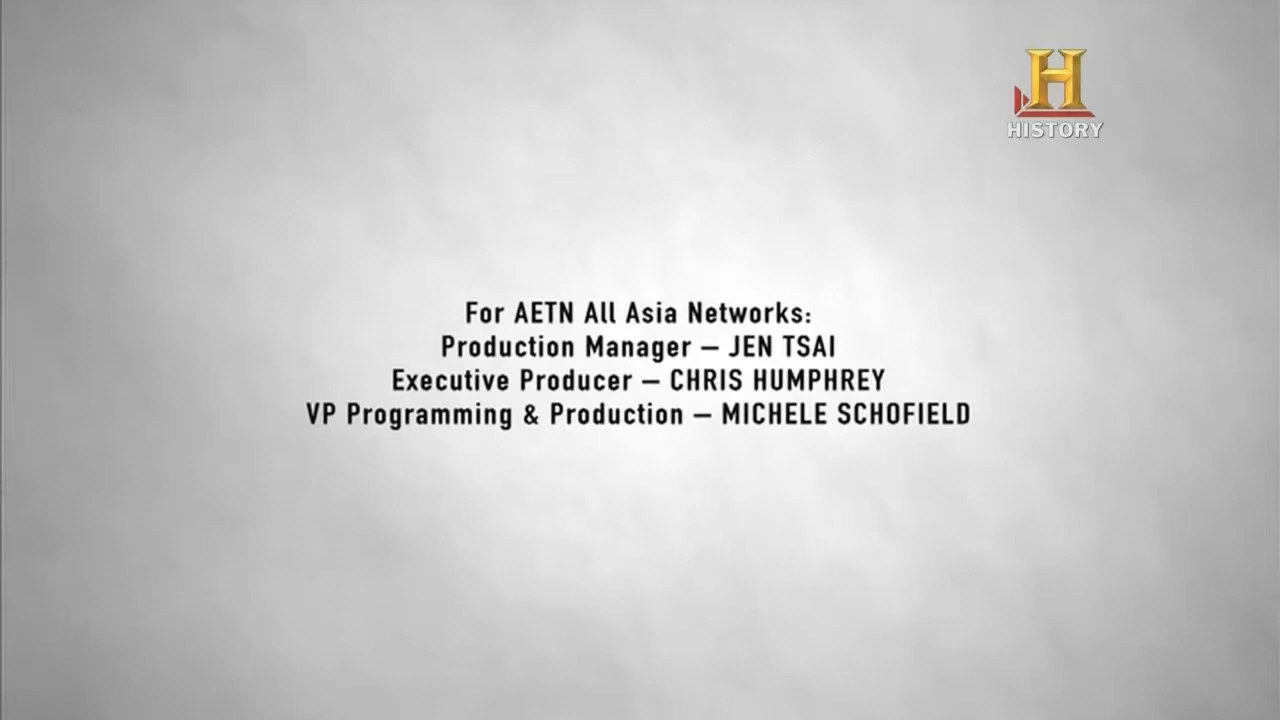 H
HISTORY
For AETN All Asia Networks:
Production Manager – JEN TSAI
Executive Producer – CHRIS HUMPHREY
VP Programming & Production – MICHELE SCHOFIELD